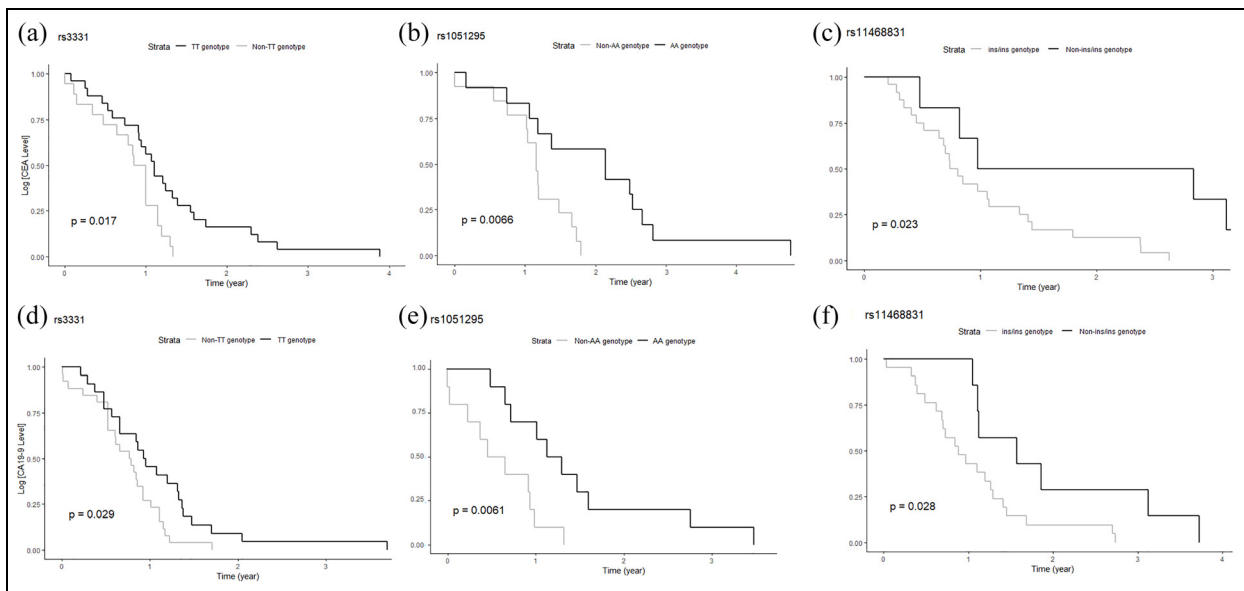 (a) rs3331
Strata TT genotype Non-TT genotype
Log [CEA Level]
1.00
0.75
0.50
0.25
0.00
p = 0.017
0 1 2 3 4
Time (year)
(b) rs1051295
Strata Non-AA genotype AA genotype
1.00
0.75
0.50
0.25
0.00
p = 0.0066
0 1 2 3 4
Time (year)
(c) rs11468831
Strata ins/ins genotype Non-ins/ins genotype
1.00
0.75
0.50
0.25
0.00
p = 0.023
0 1 2 3
Time (year)
(d) rs3331
Strata Non-TT genotype TT genotype
Log [CA19-9 Level]
1.00
0.75
0.50
0.25
0.00
p = 0.029
0 1 2 3
Time (year)
(e) rs1051295
Strata Non-AA genotype AA genotype
1.00
0.75
0.50
0.25
0.00
p = 0.0061
0 1 2 3
Time (year)
(f) rs11468831
Strata ins/ins genotype Non-ins/ins genotype
1.00
0.75
0.50
0.24
0.00
p = 0.028
0 1 2 3 4
Time (year)